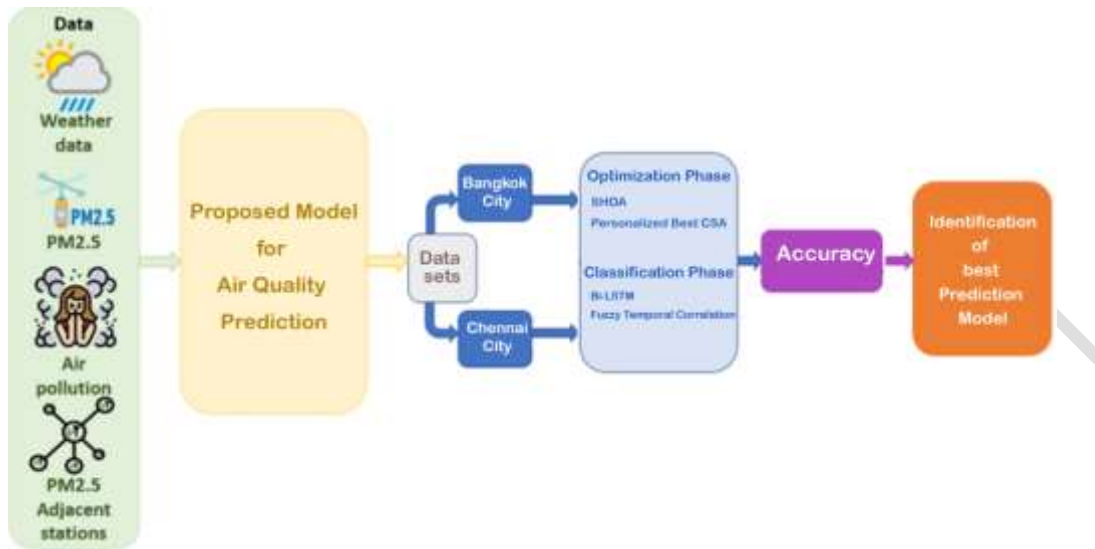 Data
Weather
data
PM2.5
PM2.5
Air
pollution
PM2.5
Adjacent
stations
Proposed Model
for
Air Quality
Prediction
Data
sets
Bangkok
City
Chennai
City
Optimization Phase
Personalized Best CSA
Classification Phase
Bi-LSTM
Fuzzy Temporal Correlation
Accuracy
Identification
of
best
Prediction
Model